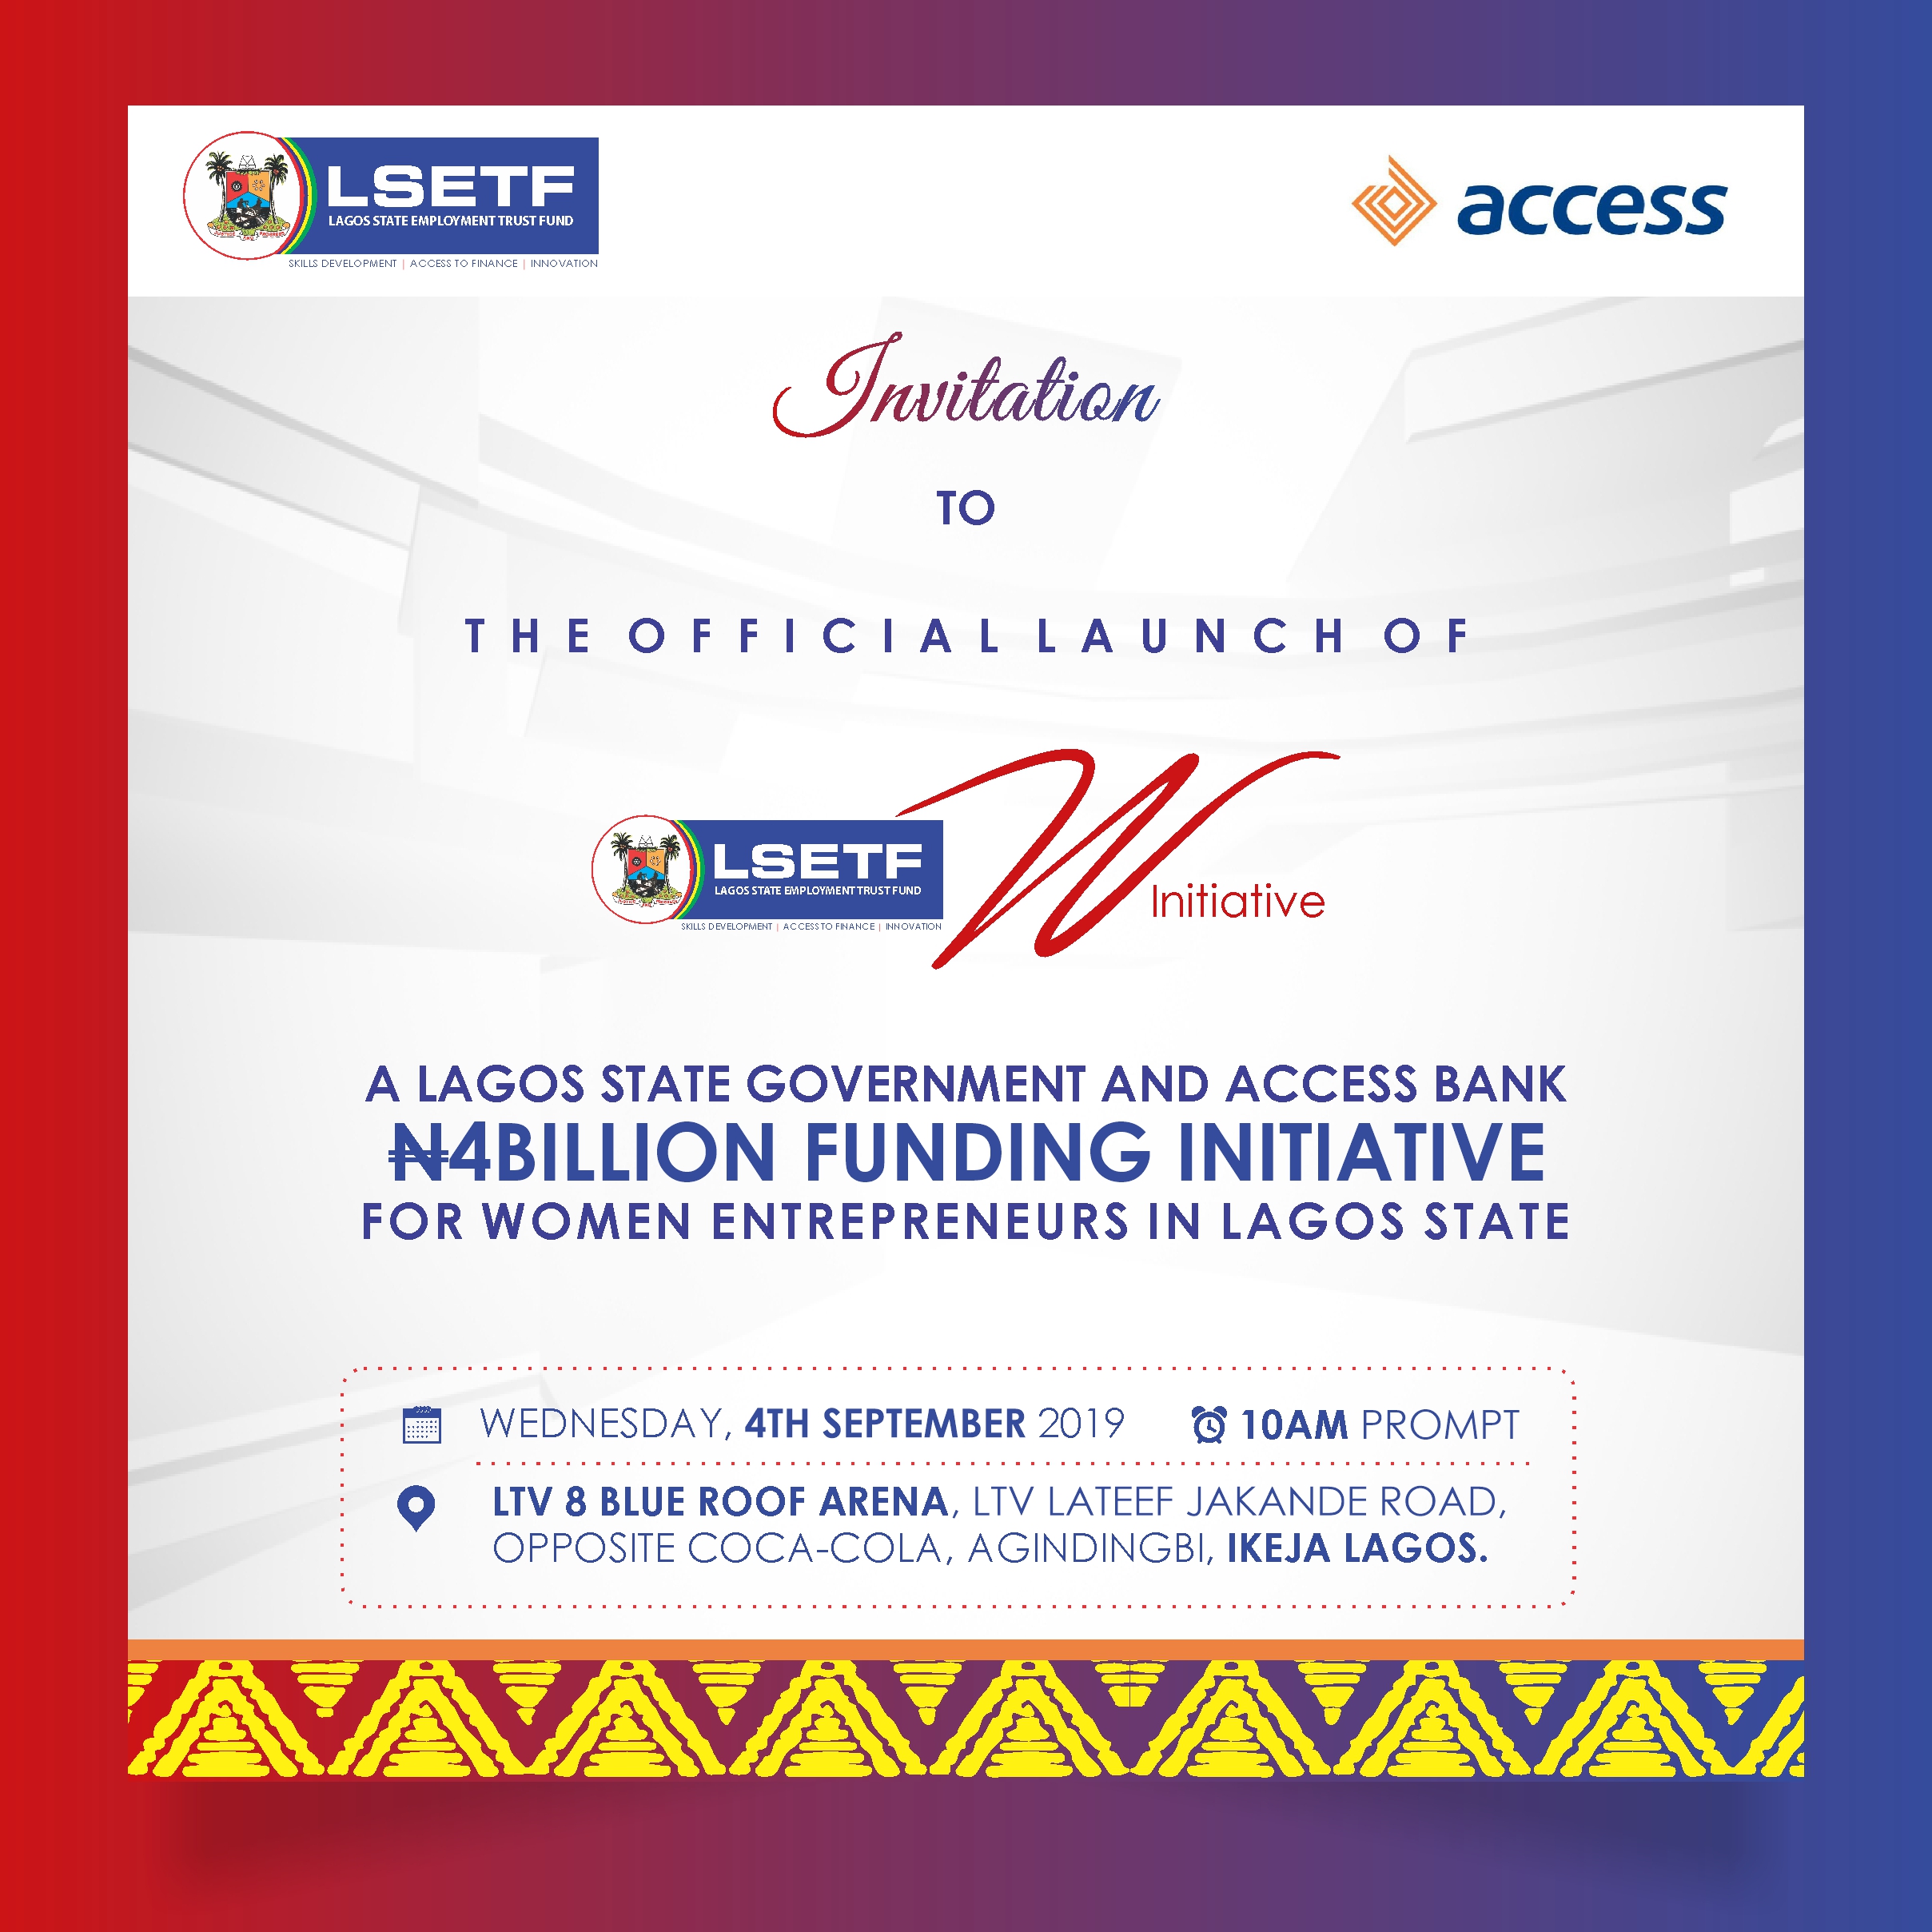 LSETF
LAGOS STATE EMPLOYMENT TRUST FUND
SKILLS DEVELOPMENT | ACCESS TO FINANCE | INNOVATION
access
Invitation
TO
THE OFFICIAL LAUNCH OF
LSETF
LAGOS STATE EMPLOYMENT TRUST FUND
SKILLS DEVELOPMENT | ACCESS TO FINANCE | INNOVATION
W Initiative
A LAGOS STATE GOVERNMENT AND ACCESS BANK
₦4BILLION FUNDING INITIATIVE
FOR WOMEN ENTREPRENEURS IN LAGOS STATE
WEDNESDAY, 4TH SEPTEMBER 2019
10AM PROMPT
LTV 8 BLUE ROOF ARENA, LTV LATEEF JAKANDE ROAD,
OPPOSITE COCA-COLA, AGINDINGBI, IKEJA LAGOS.